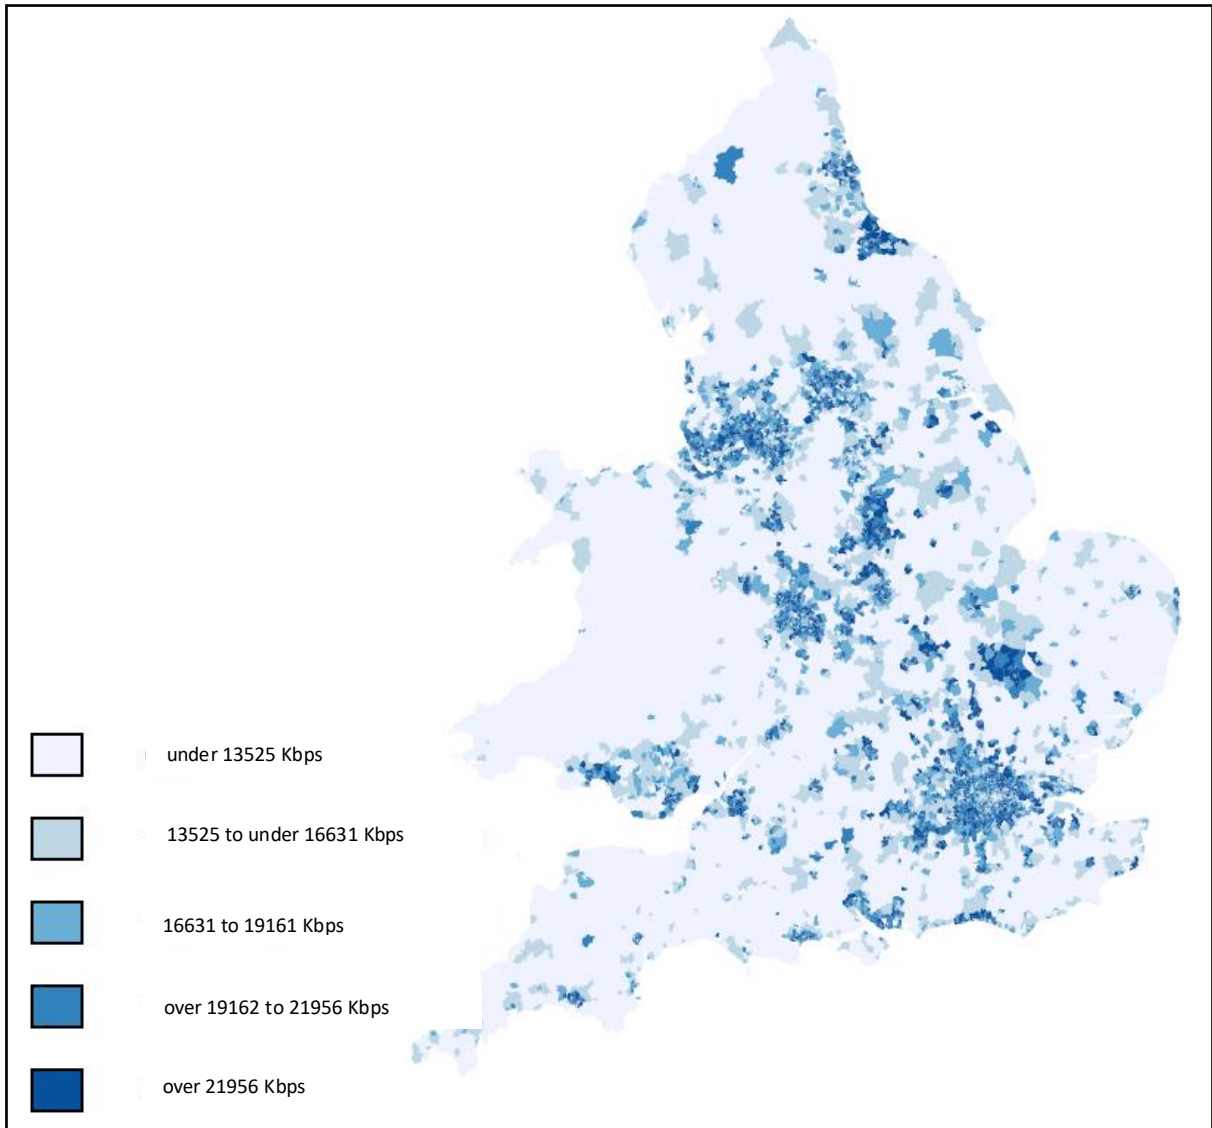 under 13525 Kbps
13525 to under 16631 Kbps
16631 to 19161 Kbps
over 19162 to 21956 Kbps
over 21956 Kbps